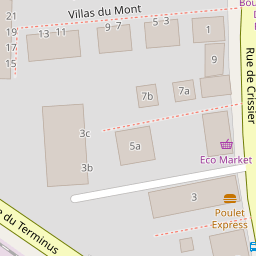 21
Villas du Mont
19
13 11
9 7
5 3
1
17
15
9
Rue de Crissier
7b
7a
3c
5a
Eco Market
3b
3
Poulet
Express
du Terminus